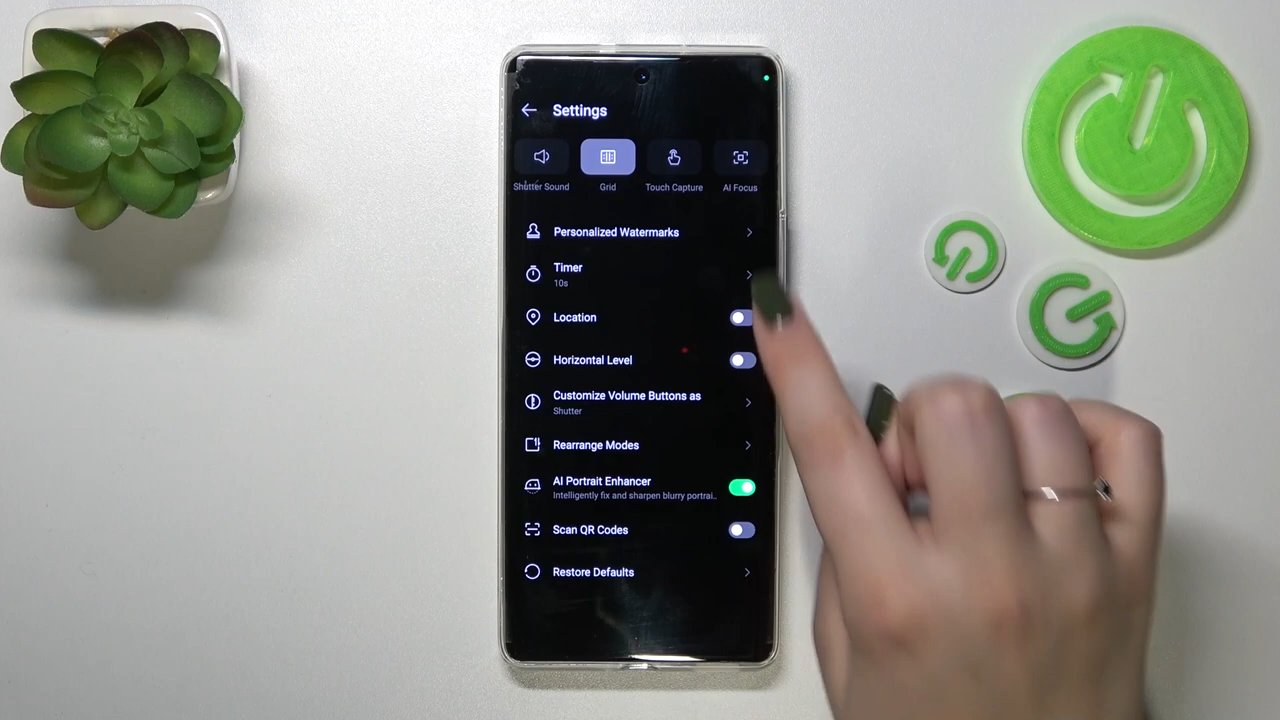 Settings
Shutter Sound
Grid
Touch Capture
AI Focus
Personalized Watermarks
Timer
10s
Location
Horizontal Level
Customize Volume Buttons as
Shutter
Rearrange Modes
AI Portrait Enhancer
Intelligently fix and sharpen blurry portrai..
Scan QR Codes
Restore Defaults